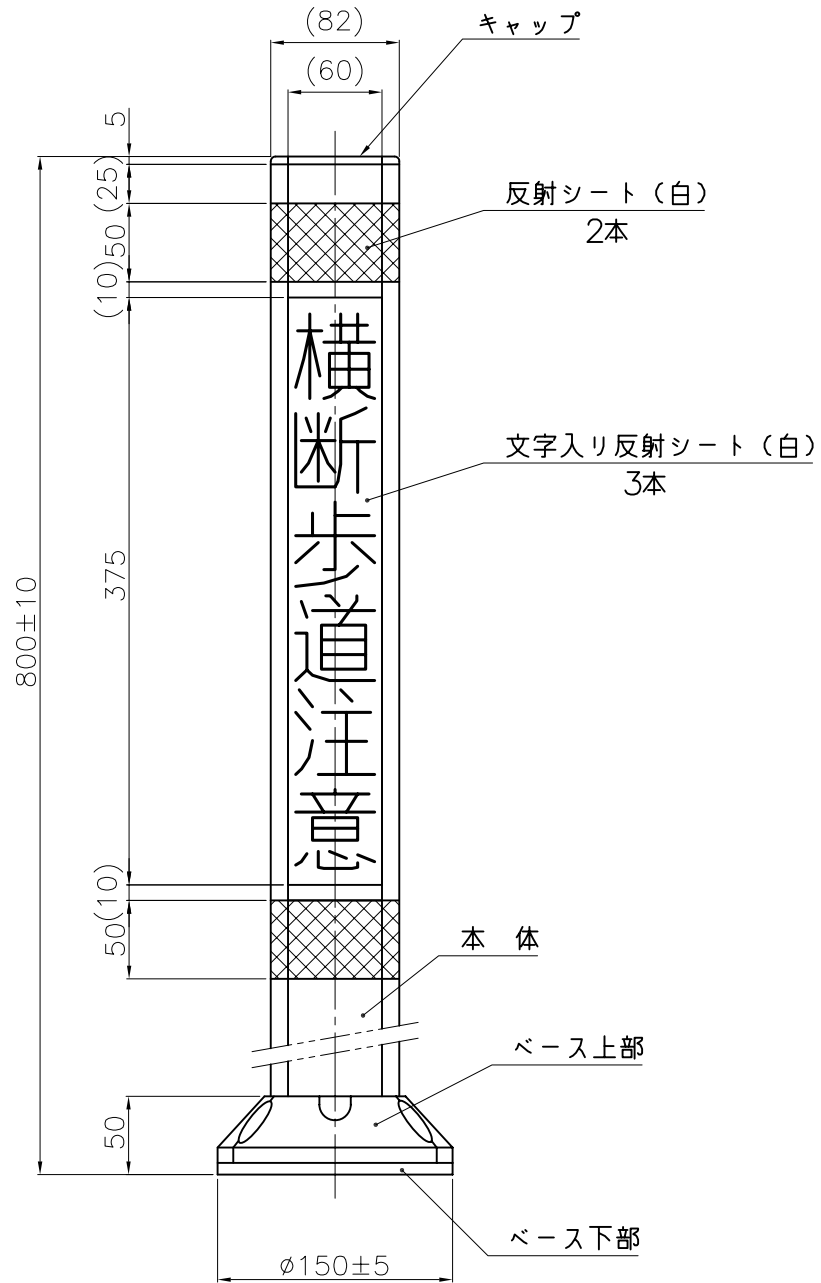 (82)
キャップ
(60)
5
(25)
反射シート（白）
2本
50
(10)
横断歩道注意
文字入り反射シート（白）
3本
375
800±10
(10)
50
本 体
ベース上部
50
ベース下部
φ150±5